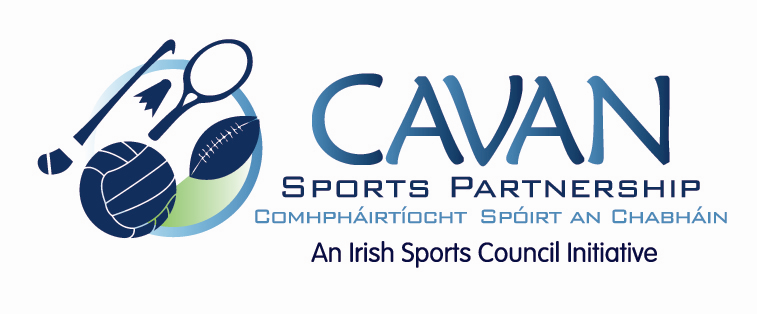 CAVAN
SPORTS PARTNERSHIP
COMHPHÁIRTÍOCHT SPÓIRT AN CHABHÁIN
An Irish Sports Council Initiative